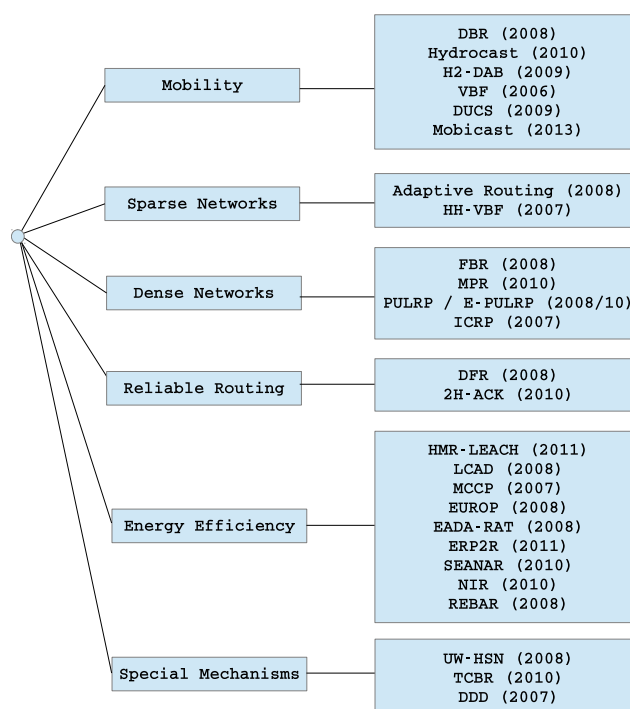 Mobility
DBR (2008)
Hydrocast (2010)
H2-DAB (2009)
VBF (2006)
DUCS (2009)
Mobicast (2013)
Sparse Networks
Adaptive Routing (2008)
HH-VBF (2007)
Dense Networks
FBR (2008)
MPR (2010)
PULRP / E-PULRP (2008/10)
ICRP (2007)
Reliable Routing
DFR (2008)
2H-ACK (2010)
Energy Efficiency
HMR-LEACH (2011)
LCAD (2008)
MCCP (2007)
EUROP (2008)
EADA-RAT (2008)
ERP2R (2011)
SEANAR (2010)
NIR (2010)
REBAR (2008)
Special Mechanisms
UW-HSN (2008)
TCBR (2010)
DDD (2007)